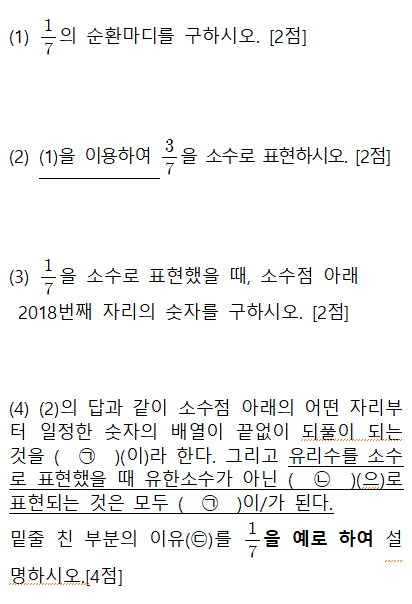 (1) 1/7의 순환마디를 구하시오. [2점]
(2) (1)을 이용하여 3/7을 소수로 표현하시오. [2점]
(3) 1/7을 소수로 표현했을 때, 소수점 아래
2018번째 자리의 숫자를 구하시오. [2점]
(4) (2)의 답과 같이 소수점 아래의 어떤 자리부
터 일정한 숫자의 배열이 끝없이 되풀이 되는
것을 ( ㉠ )(이)라 한다. 그리고 유리수를 소수
로 표현했을 때 유한소수가 아닌 ( ㉡ )(으)로
표현되는 것은 모두 ( ㉠ )이/가 된다.
밑줄 친 부분의 이유(㉢)를 1/7을 예로 하여 설
명하시오.[4점]